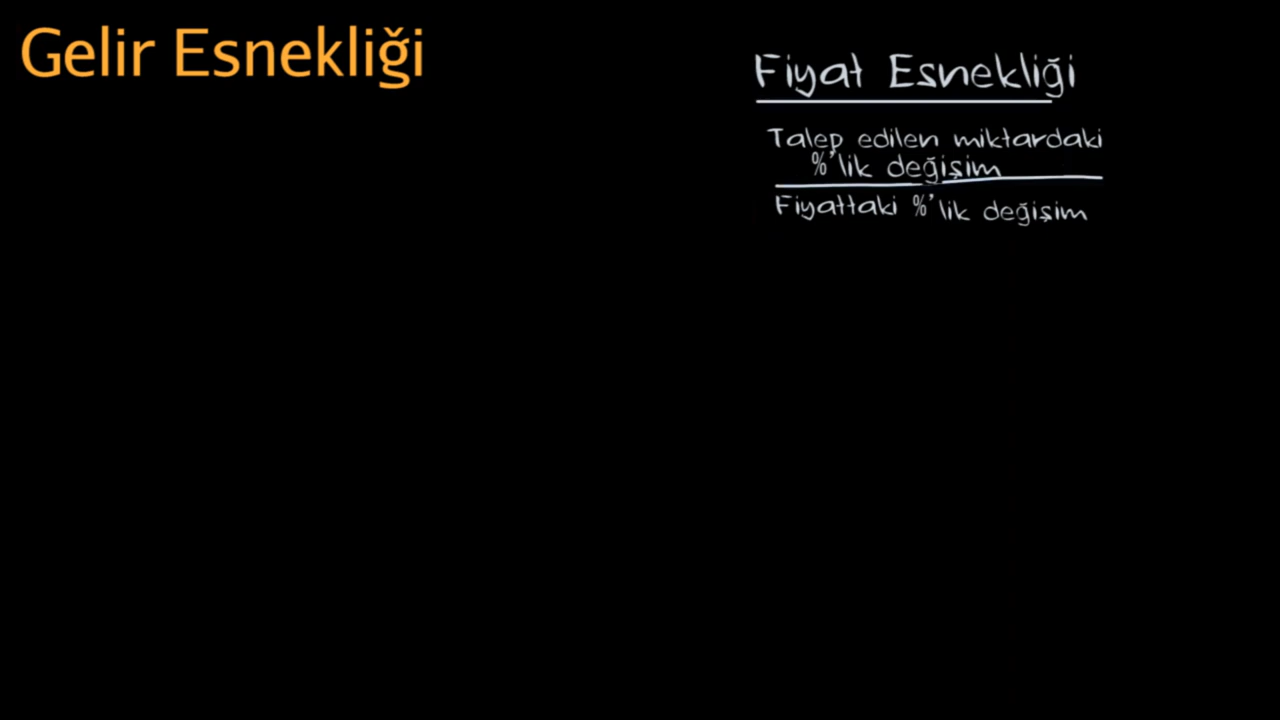 Gelir Esnekliği
Fiyat Esnekliği
Talep edilen miktardaki
%'lik değişim
Fiyattaki %'lik değişim